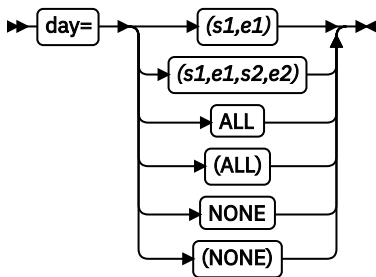 day= (s1,e1)
(s1,e1,s2,e2)
ALL
(ALL)
NONE
(NONE)